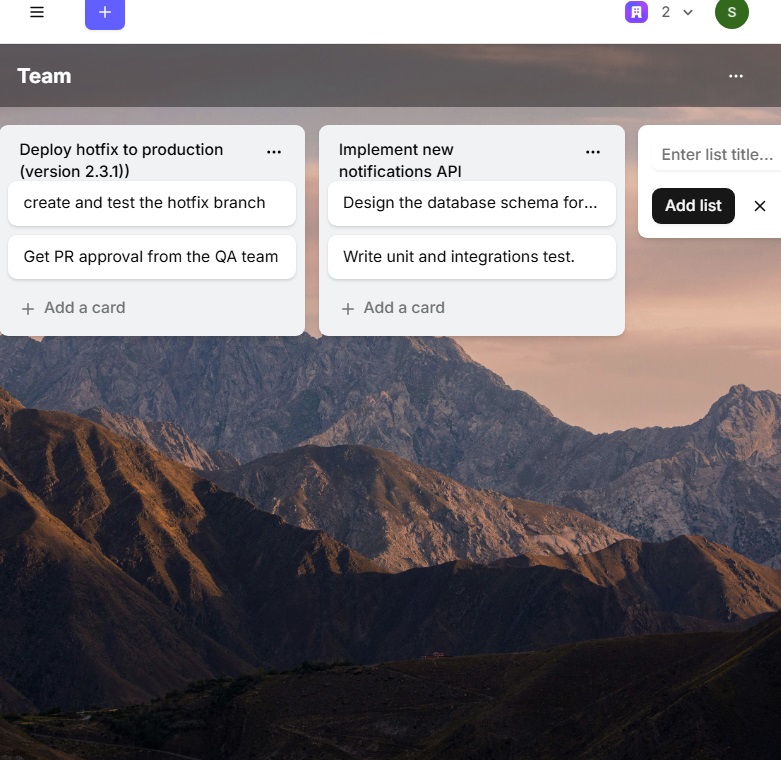 2
S
Team
Deploy hotfix to production
(version 2.3.1))
create and test the hotfix branch
Get PR approval from the QA team
Add a card
Implement new
notifications API
Design the database schema for...
Write unit and integrations test.
Add a card
Enter list title...
Add list